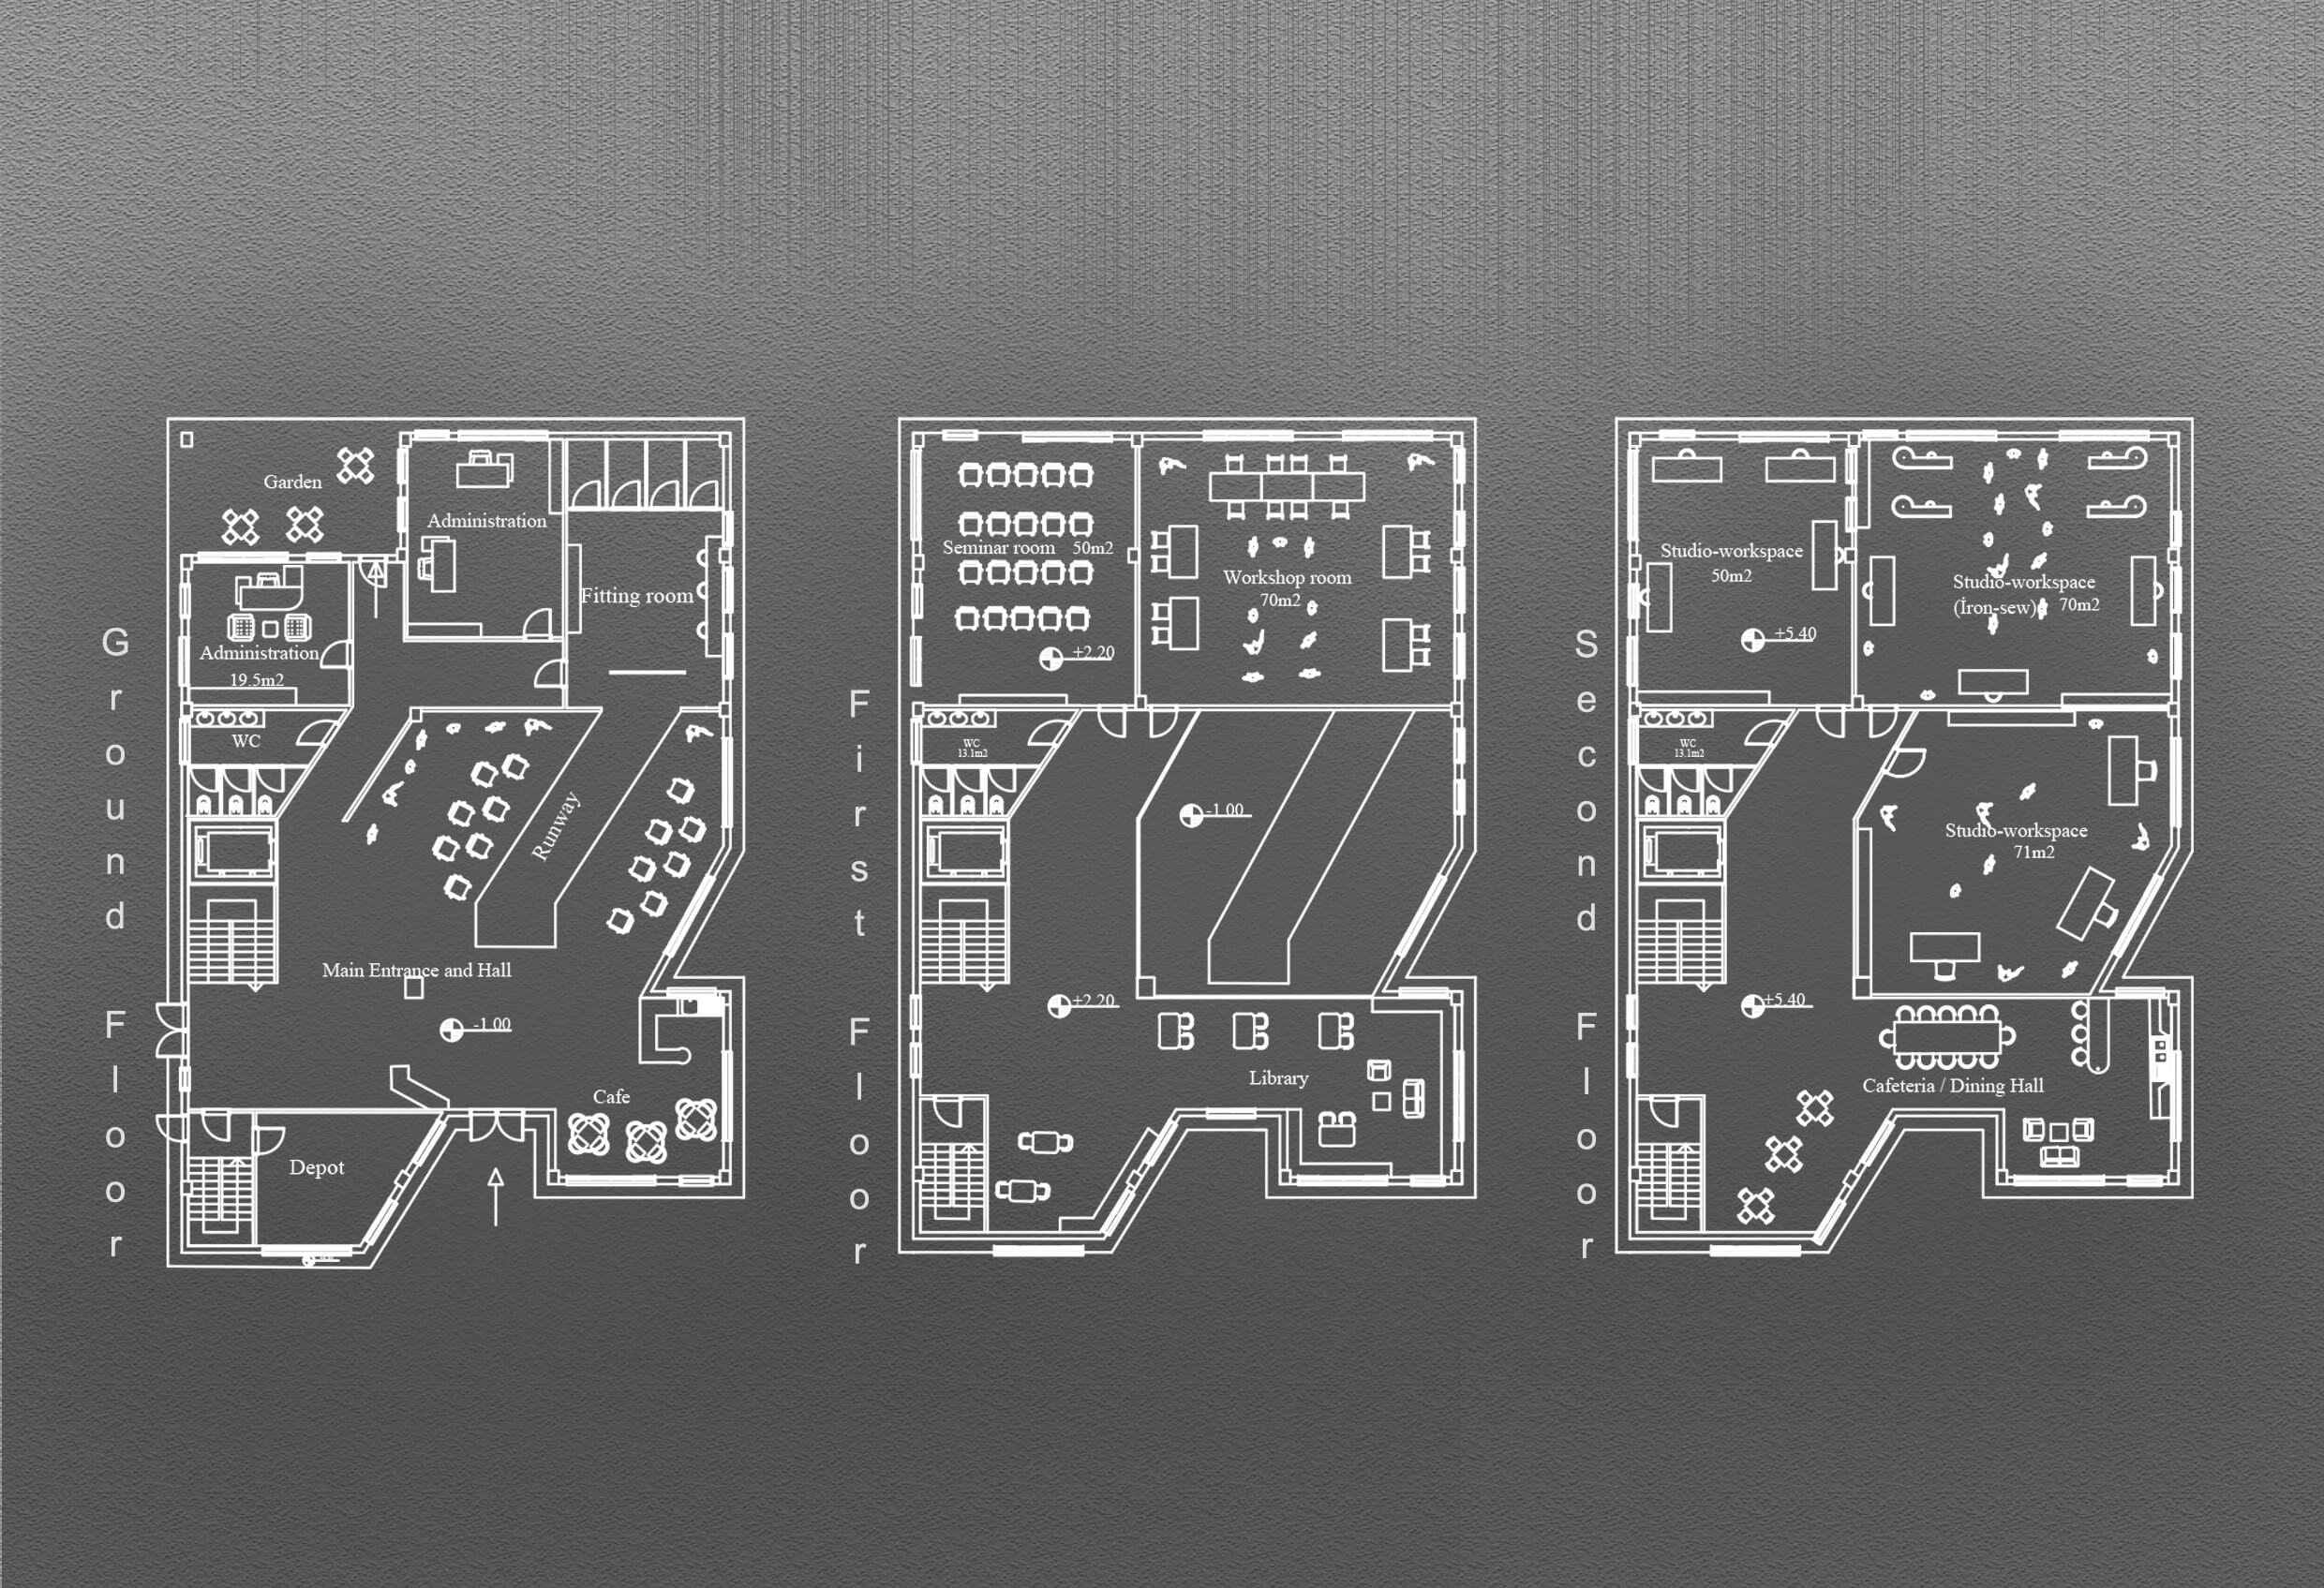 Ground Floor
Garden
Administration
Fitting room
Administration
19.5m2
WC
Runway
Main Entrance and Hall
-1.00
Cafe
Depot
First Floor
Seminar room 50m2
Workshop room
70m2
+2.20
WC
13.1m2
-1.00
+2.20
Library
Second Floor
Studio-workspace
50m2
Studio-workspace
(İron-sew) 70m2
+5.40
WC
13.1m2
Studio-workspace
71m2
+5.40
Cafeteria / Dining Hall